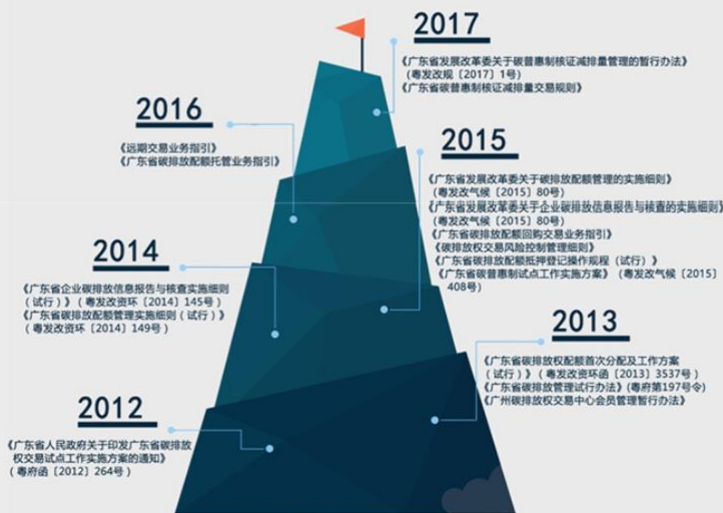 2017
《广东省发展改革委关于碳普惠制核证减排量管理的暂行办法》
（粤发改规〔2017〕1号）
《广东省碳普惠制核证减排量交易规则》
2016
《远期交易业务指引》
《广东省碳排放配额托管业务指引》
2015
《广东省发展改革委关于碳排放配额管理的实施细则》
（粤发改气候〔2015〕80号）
《广东省发展改革委关于企业碳排放信息报告与核查的实施细则》
（粤发改气候〔2015〕80号）
《广东省碳排放配额回购交易业务指引》
《碳排放权交易风险控制管理细则》
《广东省碳排放配额抵押登记操作规程（试行）》
《广东省碳普惠制试点工作实施方案》（粤发改气候〔2015〕
408号）
2014
《广东省企业碳排放信息报告与核查实施细则
（试行）》（粤发改资环〔2014〕145号）
《广东省碳排放配额管理实施细则（试行）》
（粤发改资环〔2014〕149号）
2013
《广东省碳排放权配额首次分配及工作方案
（试行）》（粤发改资环函〔2013〕3537号）
《广东省碳排放管理试行办法》（粤府第197号令）
《广州碳排放权交易中心会员管理暂行办法》
2012
《广东省人民政府关于印发广东省碳排放
权交易试点工作实施方案的通知》
（粤府函〔2012〕264号）